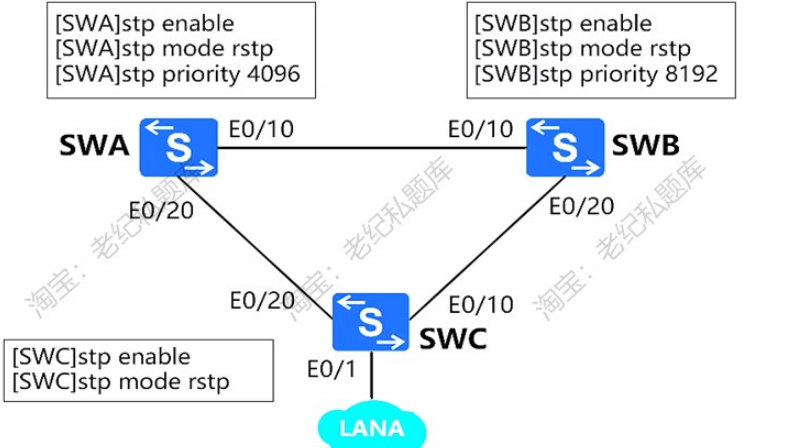 [SWA]stp enable
[SWA]stp mode rstp
[SWA]stp priority 4096
[SWB]stp enable
[SWB]stp mode rstp
[SWB]stp priority 8192
SWA
S
E0/10
E0/10
S
SWB
E0/20
E0/20
淘宝：老纪私题库
淘宝：老纪私题库
淘宝：老纪私题库
E0/20
S
E0/10
SWC
[SWC]stp enable
[SWC]stp mode rstp
E0/1
LANA